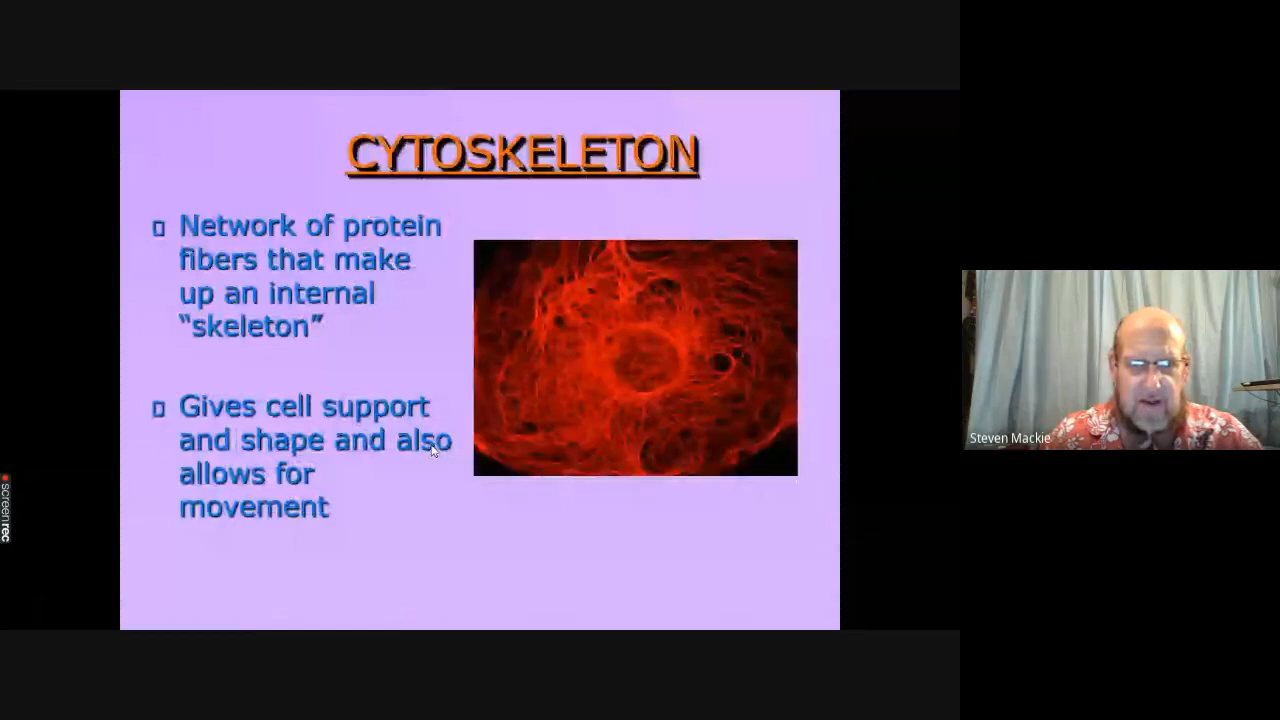 CYTOSKELETON
Network of protein
fibers that make
up an internal
“skeleton”
Gives cell support
and shape and also
allows for
movement
Steven Mackie
screenrec